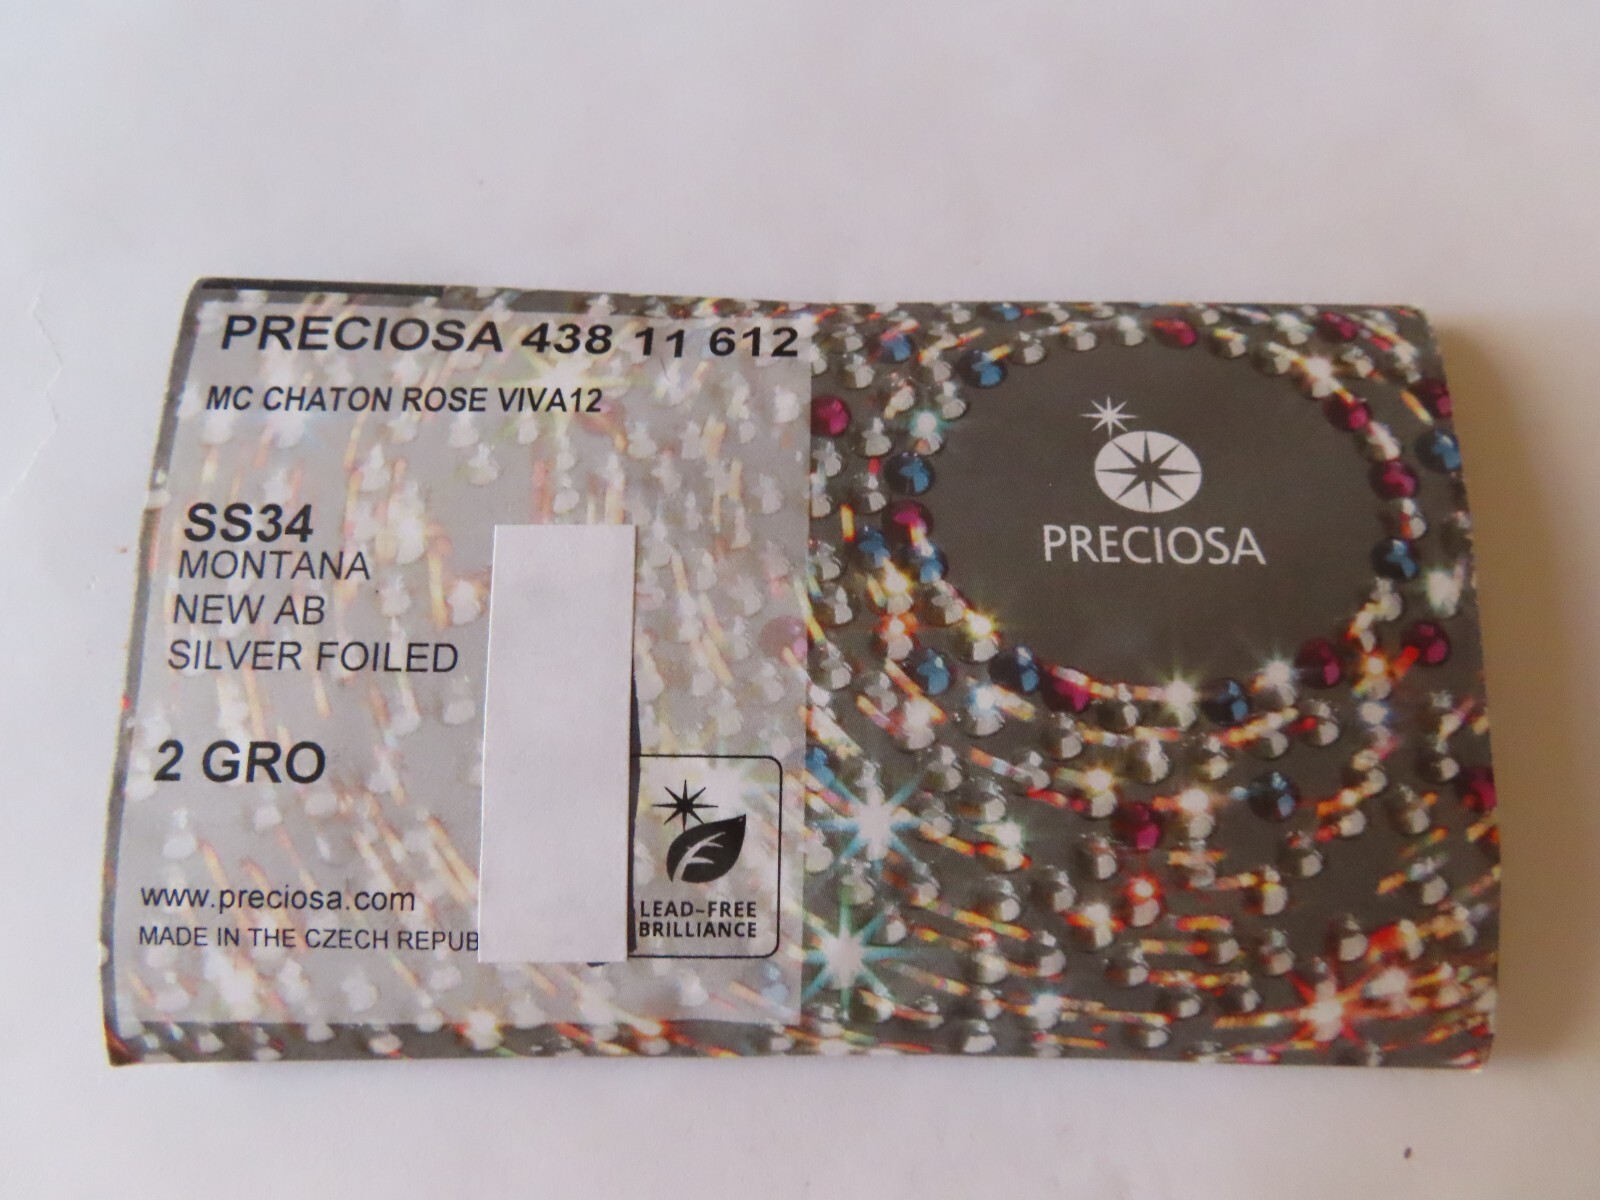 PRECIOSA 438 11 612
MC CHATON ROSE VIVA12
SS34
MONTANA
NEW AB
SILVER FOILED
2 GRO
www.preciosa.com
MADE IN THE CZECH REPUB
LEAD-FREE
BRILLIANCE
PRECIOSA